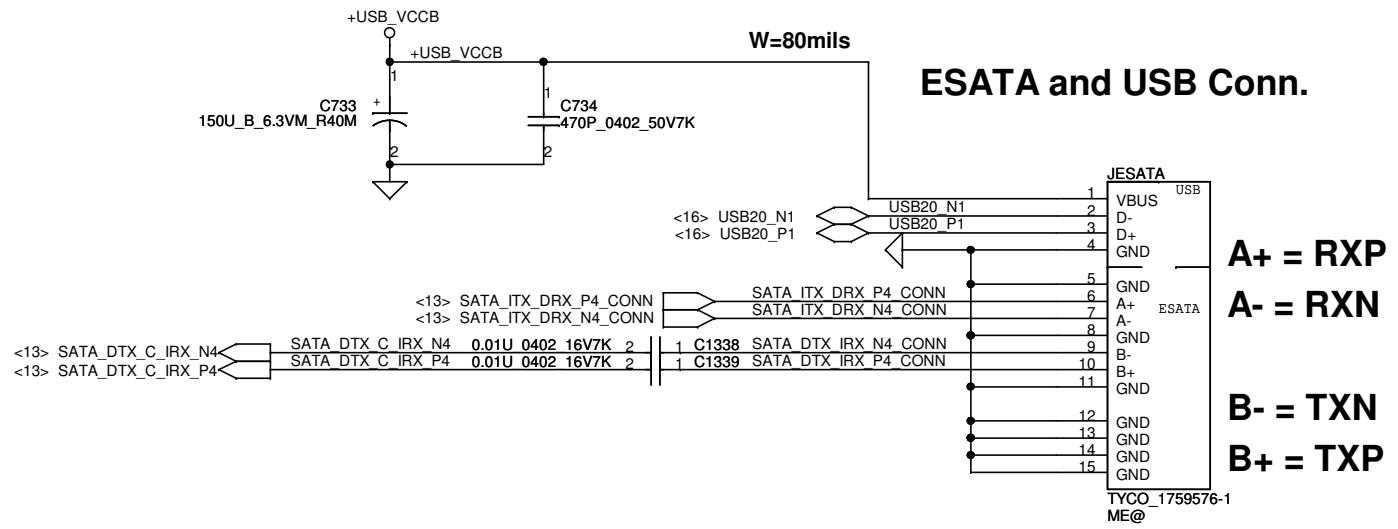 +USB_VCCB
+USB_VCCB
W=80mils
ESATA and USB Conn.
1
1
C733
+
150U_B_6.3VM_R40M
C734
470P_0402_50V7K
2
2
JESATA
USB
1
VBUS
<16> USB20_N1
USB20_N1
2
D-
<16> USB20_P1
USB20_P1
3
D+
4
GND
A+ = RXP
5
GND
<13> SATA_ITX_DRX_P4_CONN
SATA_ITX_DRX_P4_CONN
6
A+
ESATA
A- = RXN
<13> SATA_ITX_DRX_N4_CONN
SATA_ITX_DRX_N4_CONN
7
A-
8
GND
<13> SATA_DTX_C_IRX_N4
SATA_DTX_C_IRX_N4
0.01U_0402_16V7K
2
1
C1338
SATA_DTX_IRX_N4_CONN
9
B-
<13> SATA_DTX_C_IRX_P4
SATA_DTX_C_IRX_P4
0.01U_0402_16V7K
2
1
C1339
SATA_DTX_IRX_P4_CONN
10
B+
11
GND
B- = TXN
12
GND
13
GND
14
GND
B+ = TXP
15
GND
TYCO_1759576-1
ME@